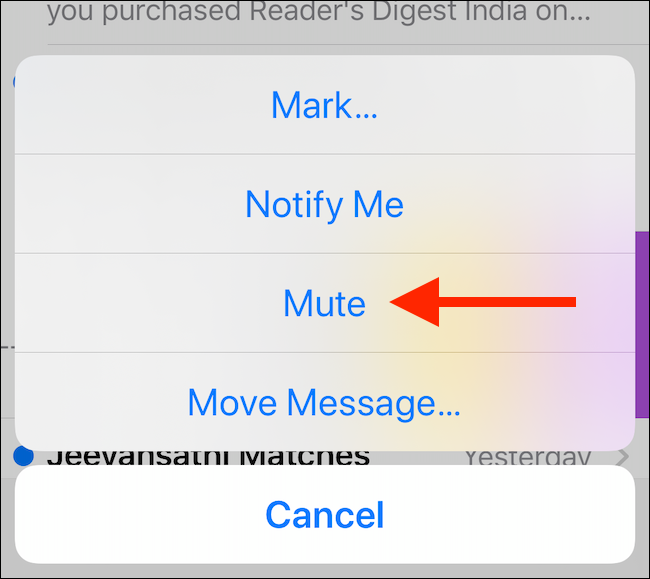 you purchased Reader's Digest India on...
Mark...
Notify Me
Mute
Move Message...
Jeevansathi Matches Yesterday
Cancel